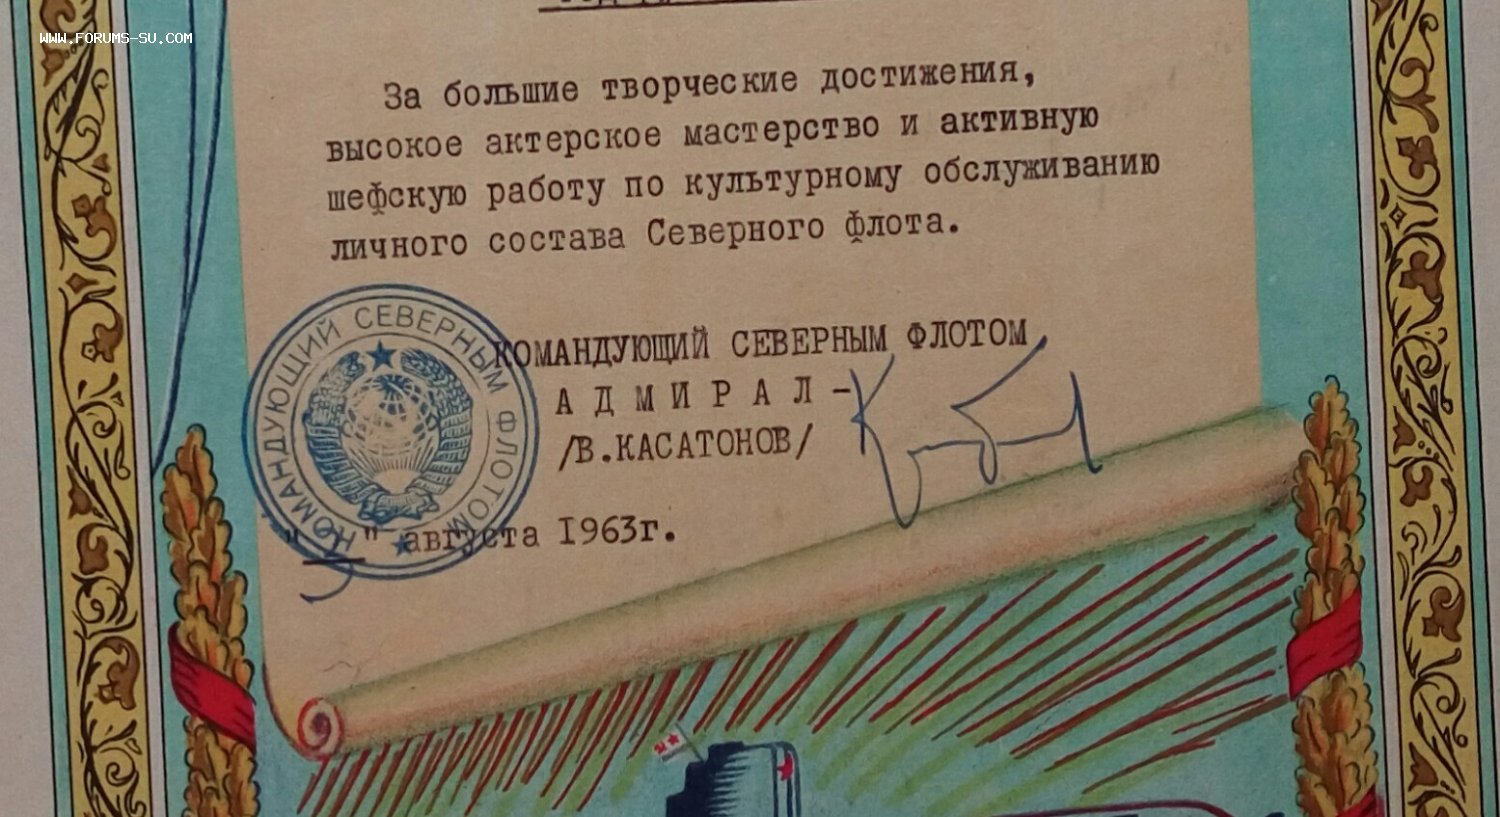 WWW.FORUMS-SU.COM
За большие творческие достижения,
высокое актерское мастерство и активную
шефскую работу по культурному обслуживанию
личного состава Северного флота.
КОМАНДУЮЩИЙ СЕВЕРНЫМ ФЛОТОМ
АДМИРАЛ-
/В.КАСАТОНОВ/
" " августа 1963г.
КОМАНДУЮЩИЙ СЕВЕРНЫМ ФЛОТОМ